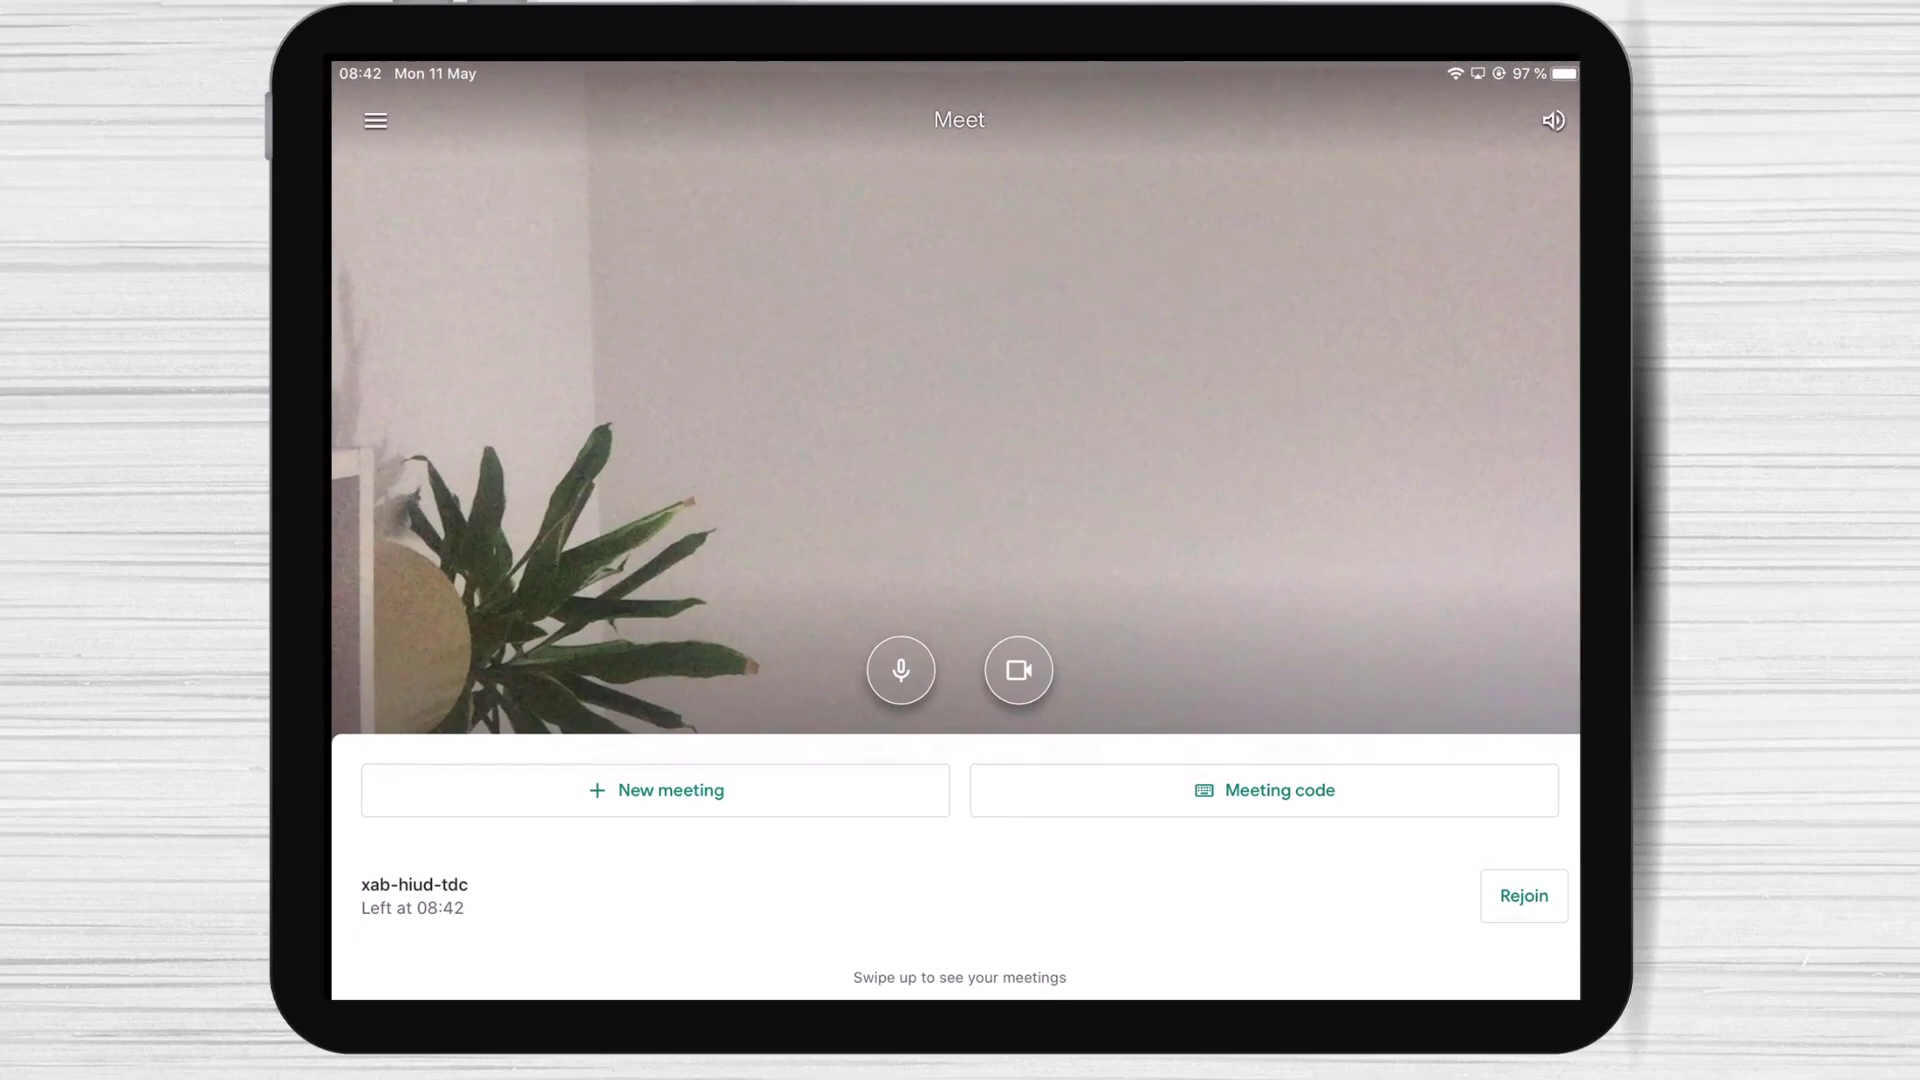 08:42 Mon 11 May 97 %
Meet
New meeting
Meeting code
xab-hiud-tdc
Left at 08:42
Rejoin
Swipe up to see your meetings